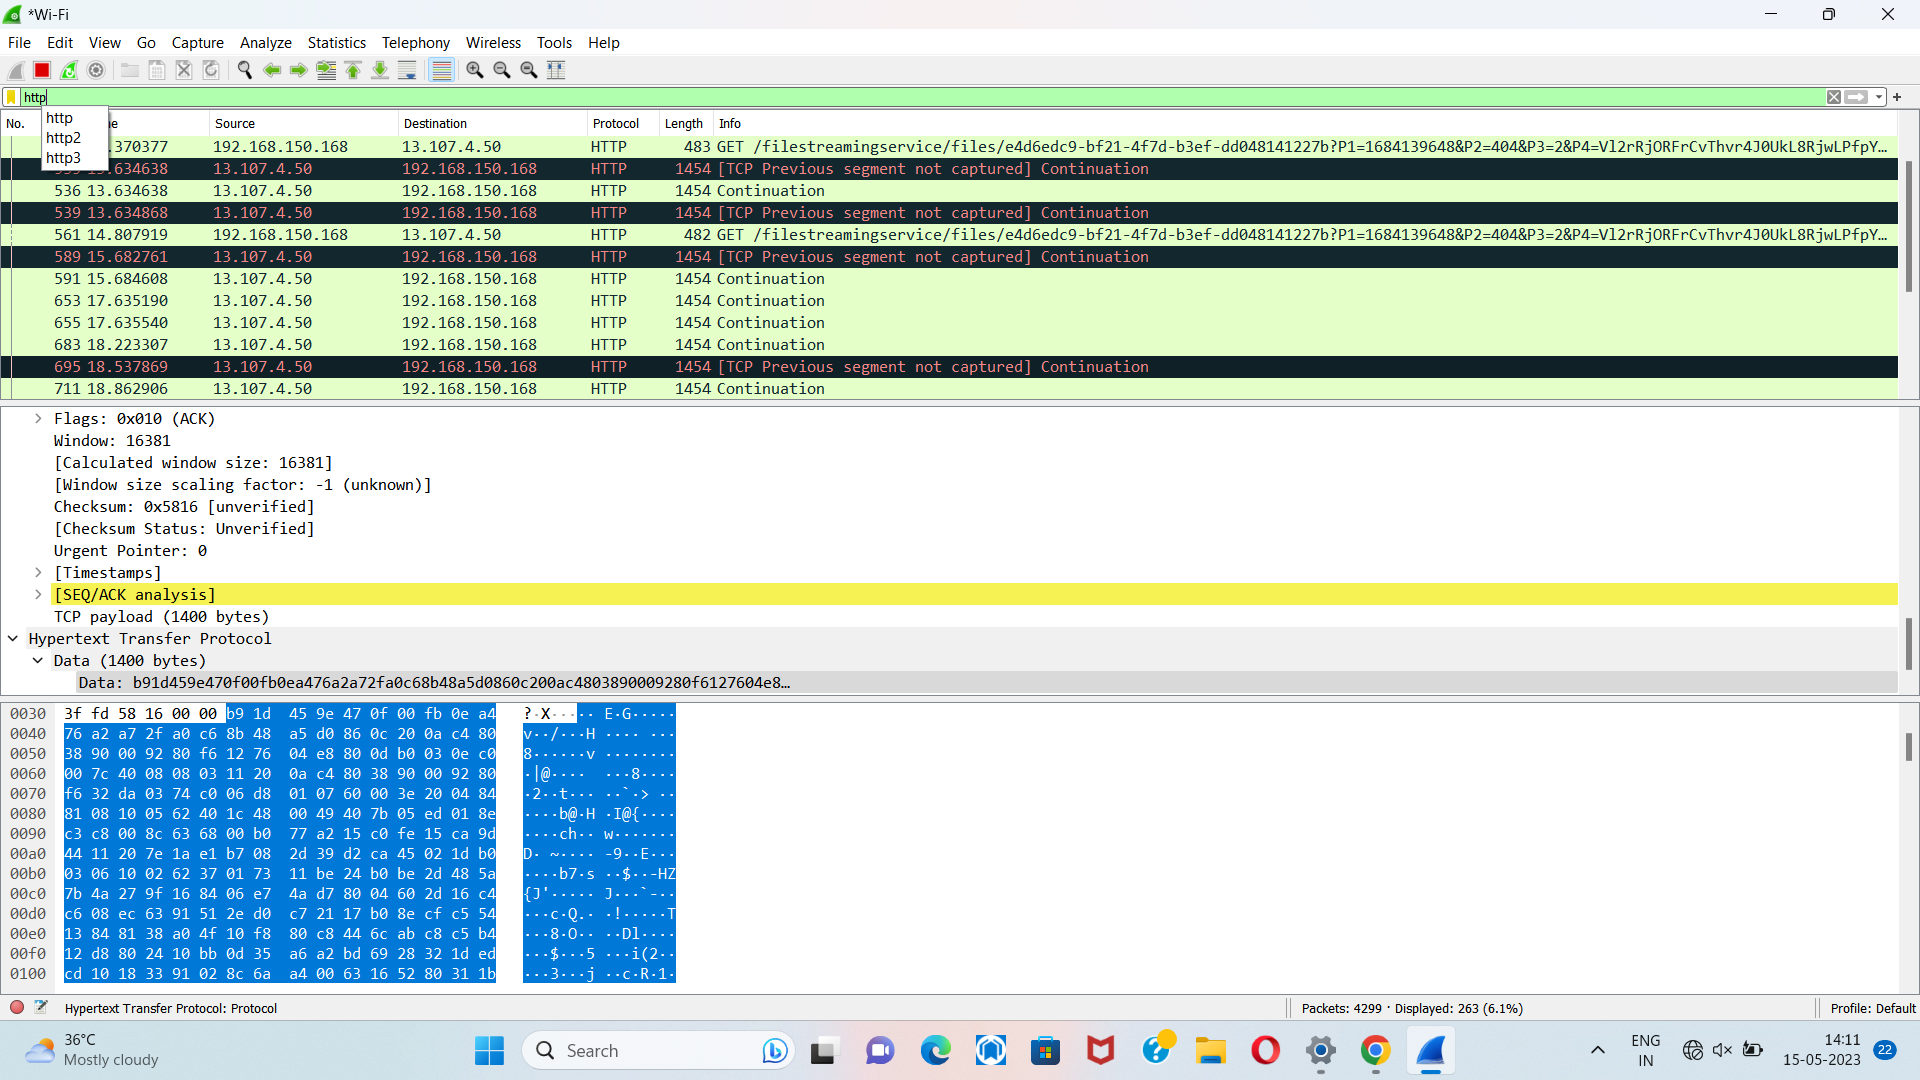 *Wi-Fi
File Edit View Go Capture Analyze Statistics Telephony Wireless Tools Help
http
http
http2
http3
No. Source Destination Protocol Length Info
.370377 192.168.150.168 13.107.4.50 HTTP 483 GET /filestreamingservice/files/e4d6edc9-bf21-4f7d-b3ef-dd048141227b?P1=1684139648&P2=404&P3=2&P4=Vl2rRjORFrCvThvr4J0UkL8RjwLPfpY…
13.634638 13.107.4.50 192.168.150.168 HTTP 1454 [TCP Previous segment not captured] Continuation
536 13.634638 13.107.4.50 192.168.150.168 HTTP 1454 Continuation
539 13.634868 13.107.4.50 192.168.150.168 HTTP 1454 [TCP Previous segment not captured] Continuation
561 14.807919 192.168.150.168 13.107.4.50 HTTP 482 GET /filestreamingservice/files/e4d6edc9-bf21-4f7d-b3ef-dd048141227b?P1=1684139648&P2=404&P3=2&P4=Vl2rRjORFrCvThvr4J0UkL8RjwLPfpY…
589 15.682761 13.107.4.50 192.168.150.168 HTTP 1454 [TCP Previous segment not captured] Continuation
591 15.684608 13.107.4.50 192.168.150.168 HTTP 1454 Continuation
653 17.635190 13.107.4.50 192.168.150.168 HTTP 1454 Continuation
655 17.635540 13.107.4.50 192.168.150.168 HTTP 1454 Continuation
683 18.223307 13.107.4.50 192.168.150.168 HTTP 1454 Continuation
695 18.537869 13.107.4.50 192.168.150.168 HTTP 1454 [TCP Previous segment not captured] Continuation
711 18.862906 13.107.4.50 192.168.150.168 HTTP 1454 Continuation
Flags: 0x010 (ACK)
Window: 16381
[Calculated window size: 16381]
[Window size scaling factor: -1 (unknown)]
Checksum: 0x5816 [unverified]
[Checksum Status: Unverified]
Urgent Pointer: 0
[Timestamps]
[SEQ/ACK analysis]
TCP payload (1400 bytes)
Hypertext Transfer Protocol
Data (1400 bytes)
Data: b91d459e470f00fb0ea476a2a72fa0c68b48a5d0860c200ac4803890009280f6127604e8…
0030 3f fd 58 16 00 00 b9 1d 45 9e 47 0f 00 fb 0e a4 ?·X····· E·G·····
0040 76 a2 a7 2f a0 c6 8b 48 a5 d0 86 0c 20 0a c4 80 v··/···H ···· ···
0050 38 90 00 92 80 f6 12 76 04 e8 80 0d b0 03 0e c0 8······v ········
0060 00 7c 40 08 08 03 11 20 0a c4 80 38 90 00 92 80 ·|@···· ···8····
0070 f6 32 da 03 74 c0 06 d8 01 07 60 00 3e 20 04 84 ·2··t··· ··`·> ··
0080 81 08 10 05 62 40 1c 48 00 49 40 7b 05 ed 01 8e ····b@·H ·I@{····
0090 c3 c8 00 8c 63 68 00 b0 77 a2 15 c0 fe 15 ca 9d ····ch·· w·······
00a0 44 11 20 7e 1a e1 b7 08 2d 39 d2 ca 45 02 1d b0 D· ~···· -9··E···
00b0 03 06 10 02 62 37 01 73 11 be 24 b0 be 2d 48 5a ····b7·s ··$··-HZ
00c0 7b 4a 27 9f 16 84 06 e7 4a d7 80 04 60 2d 16 c4 {J'····· J···`-··
00d0 c6 08 ec 63 91 51 2e d0 c7 21 17 b0 8e cf c5 54 ···c·Q.· ·!·····T
00e0 13 84 81 38 a0 4f 10 f8 80 c8 44 6c ab c8 c5 b4 ···8·O·· ··Dl····
00f0 12 d8 80 24 10 bb 0d 35 a6 a2 bd 69 28 32 1d ed ···$···5 ···i(2··
0100 cd 10 18 33 91 02 8c 6a a4 00 63 16 52 80 31 1b ···3···j ··c·R·1·
Hypertext Transfer Protocol: Protocol Packets: 4299 · Displayed: 263 (6.1%) Profile: Default
36°C
Mostly cloudy
Search
ENG
IN
14:11
15-05-2023
22